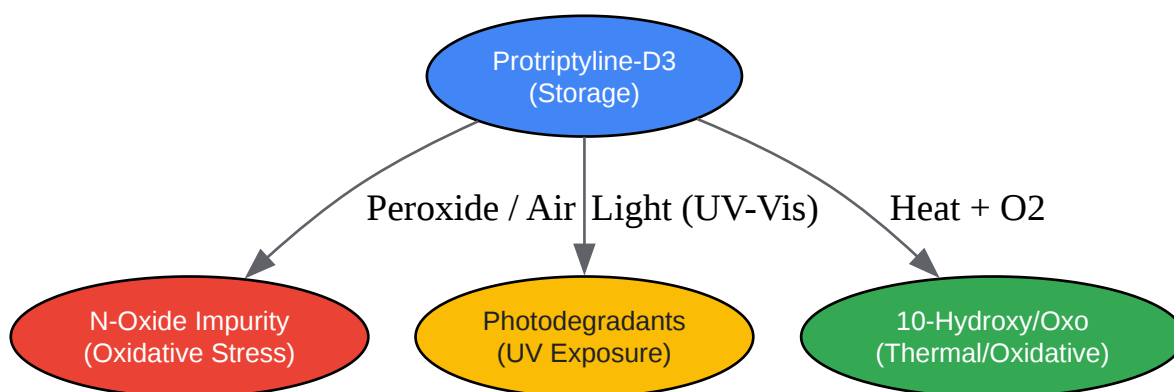 Protriptyline-D3
(Storage)
Peroxide / Air
Light (UV-Vis)
Heat + O2
N-Oxide Impurity
(Oxidative Stress)
Photodegradants
(UV Exposure)
10-Hydroxy/Oxo
(Thermal/Oxidative)